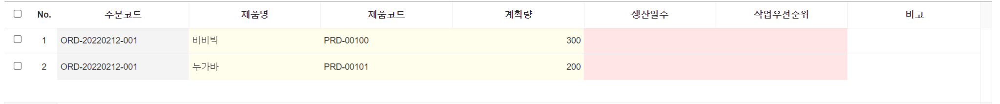 No. 주문코드 제품명 제품코드 계획량 생산일수 작업우선순위 비고
1 ORD-20220212-001 비비빅 PRD-00100 300
2 ORD-20220212-001 누가바 PRD-00101 200